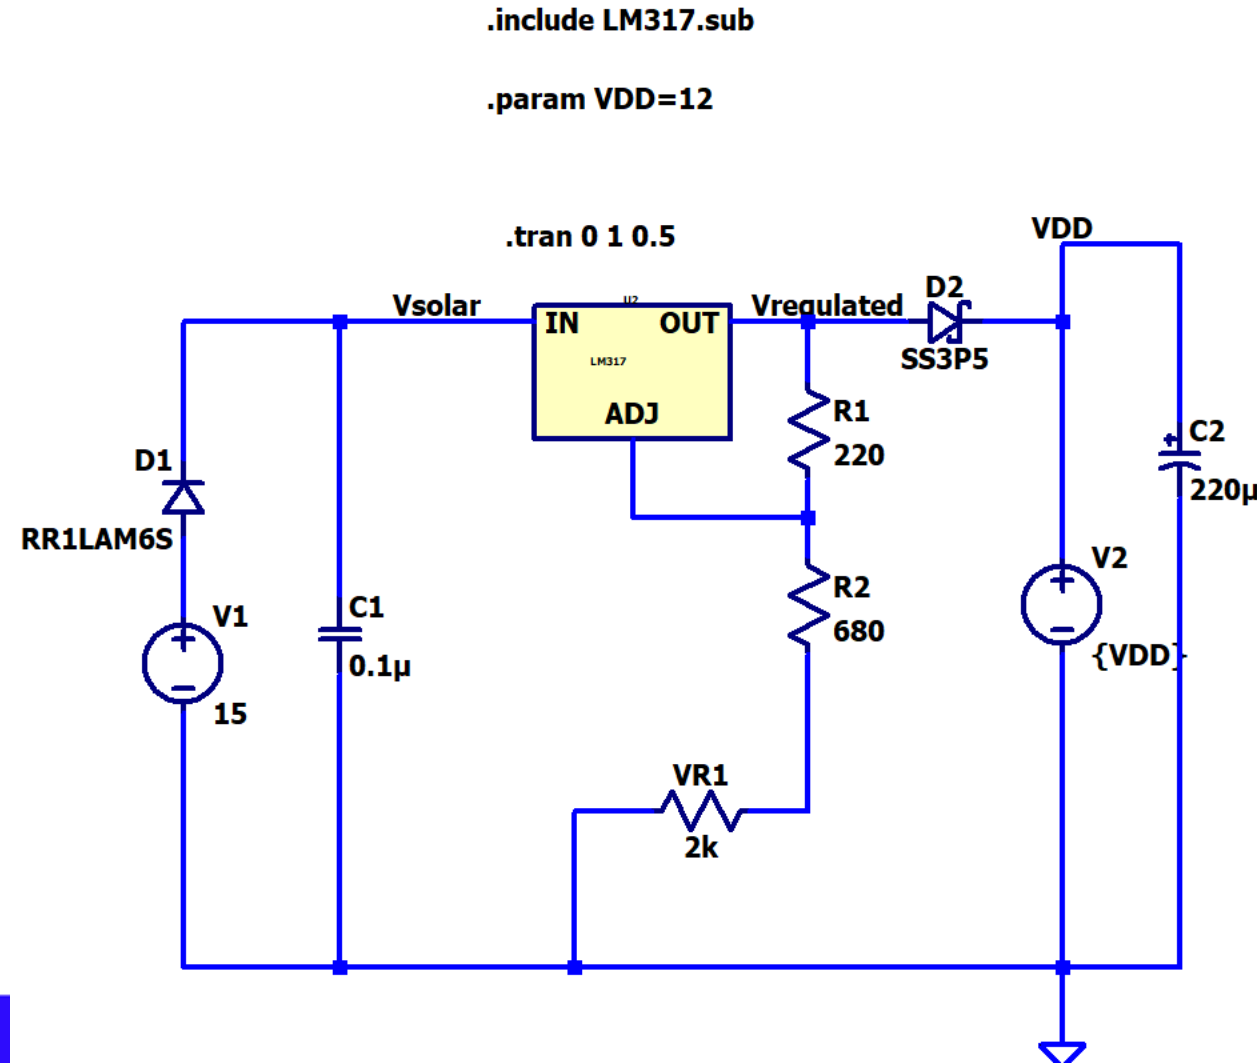 .include LM317.sub
.param VDD=12
.tran 0 1 0.5
VDD
Vsolar
U2
Vregulated
D2
IN
OUT
LM317
SS3P5
ADJ
R1
220
C2
220µ
D1
RR1LAM6S
V1
15
C1
0.1µ
R2
680
V2
{VDD}
VR1
2k